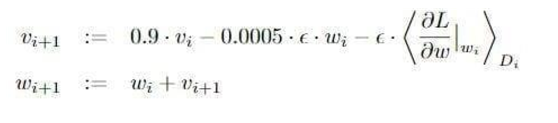 v_{i+1} := 0.9 · v_i − 0.0005 · ϵ · w_i − ϵ · ⟨ ∂L/∂w |_{w_i} ⟩_{D_i}
w_{i+1} := w_i + v_{i+1}